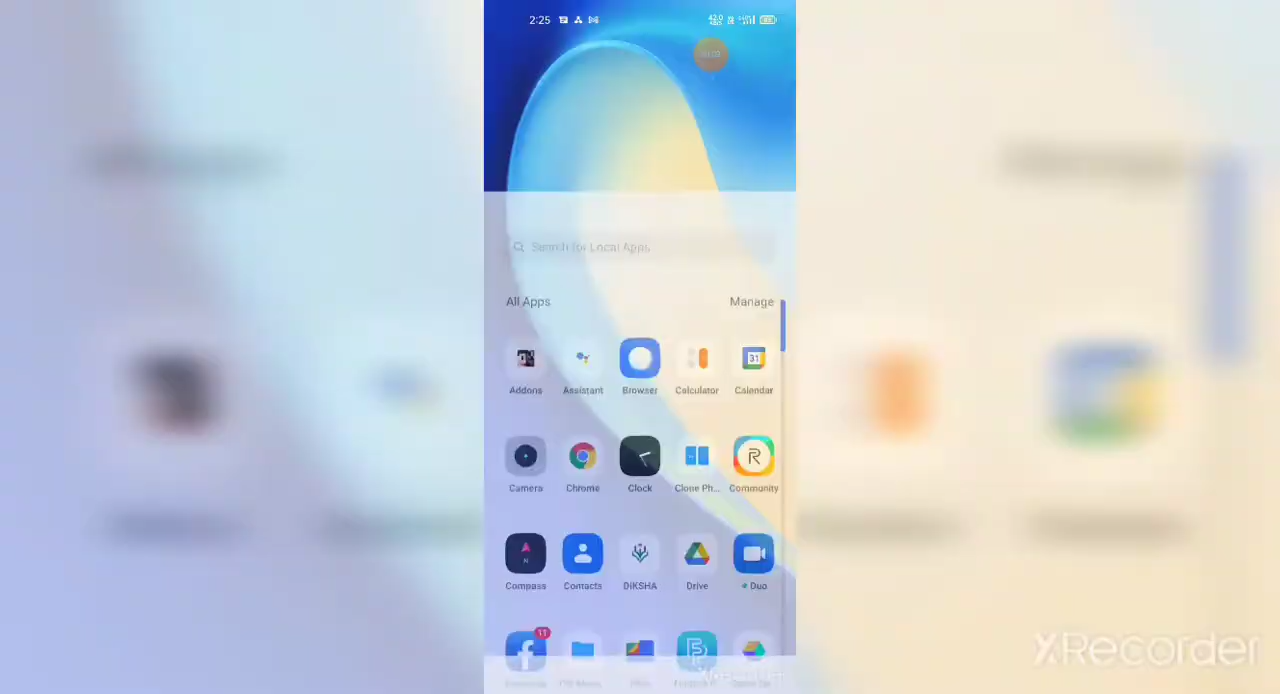 2:25
Search for Local Apps
All Apps Manage
Addons Assistant Browser Calculator Calendar
31
Camera Chrome Clock Clone Ph... Community
Compass Contacts DIKSHA Drive Duo
11
XRecorder